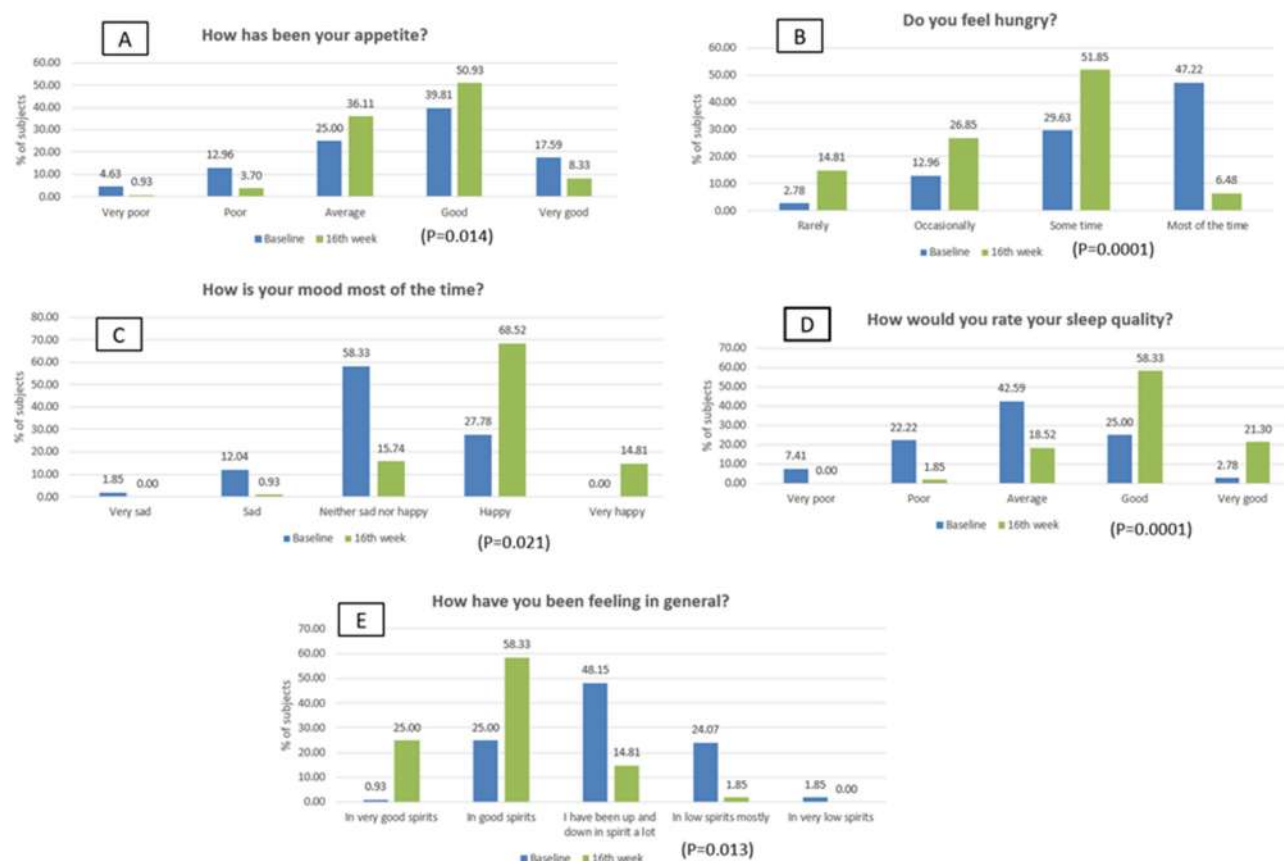 A
How has been your appetite?
% of subjects
60.00
50.00
40.00
30.00
20.00
10.00
0.00
4.63 0.93
12.96 3.70
25.00 36.11
39.81 50.93
17.59 8.33
Very poor Poor Average Good Very good
Baseline 16th week (P=0.014)
B
Do you feel hungry?
% of subjects
60.00
50.00
40.00
30.00
20.00
10.00
0.00
2.78 14.81
12.96 26.85
29.63 51.85
47.22 6.48
Rarely Occasionally Some time Most of the time
Baseline 16th week (P=0.0001)
How is your mood most of the time?
C
% of subjects
80.00
70.00
60.00
50.00
40.00
30.00
20.00
10.00
0.00
1.85 0.00
12.04 0.93
58.33 15.74
27.78 68.52
0.00 14.81
Very sad Sad Neither sad nor happy Happy Very happy
Baseline 16th week (P=0.021)
D
How would you rate your sleep quality?
% of subjects
70.00
60.00
50.00
40.00
30.00
20.00
10.00
0.00
7.41 0.00
22.22 1.85
42.59 18.52
25.00 58.33
2.78 21.30
Very poor Poor Average Good Very good
Baseline 16th week (P=0.0001)
How have you been feeling in general?
E
% of subjects
70.00
60.00
50.00
40.00
30.00
20.00
10.00
0.00
0.93 25.00
25.00 58.33
48.15 14.81
24.07 1.85
1.85 0.00
In very good spirits In good spirits I have been up and In low spirits mostly In very low spirits
down in spirit a lot
Baseline 16th week (P=0.013)